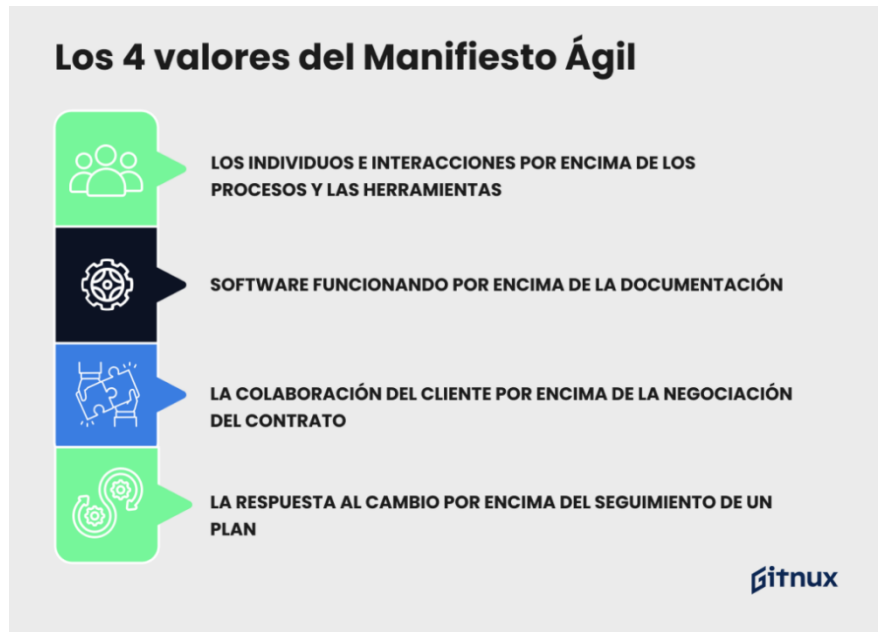 Los 4 valores del Manifiesto Ágil
LOS INDIVIDUOS E INTERACCIONES POR ENCIMA DE LOS
PROCESOS Y LAS HERRAMIENTAS
SOFTWARE FUNCIONANDO POR ENCIMA DE LA DOCUMENTACIÓN
LA COLABORACIÓN DEL CLIENTE POR ENCIMA DE LA NEGOCIACIÓN
DEL CONTRATO
LA RESPUESTA AL CAMBIO POR ENCIMA DEL SEGUIMIENTO DE UN
PLAN
Gitnux